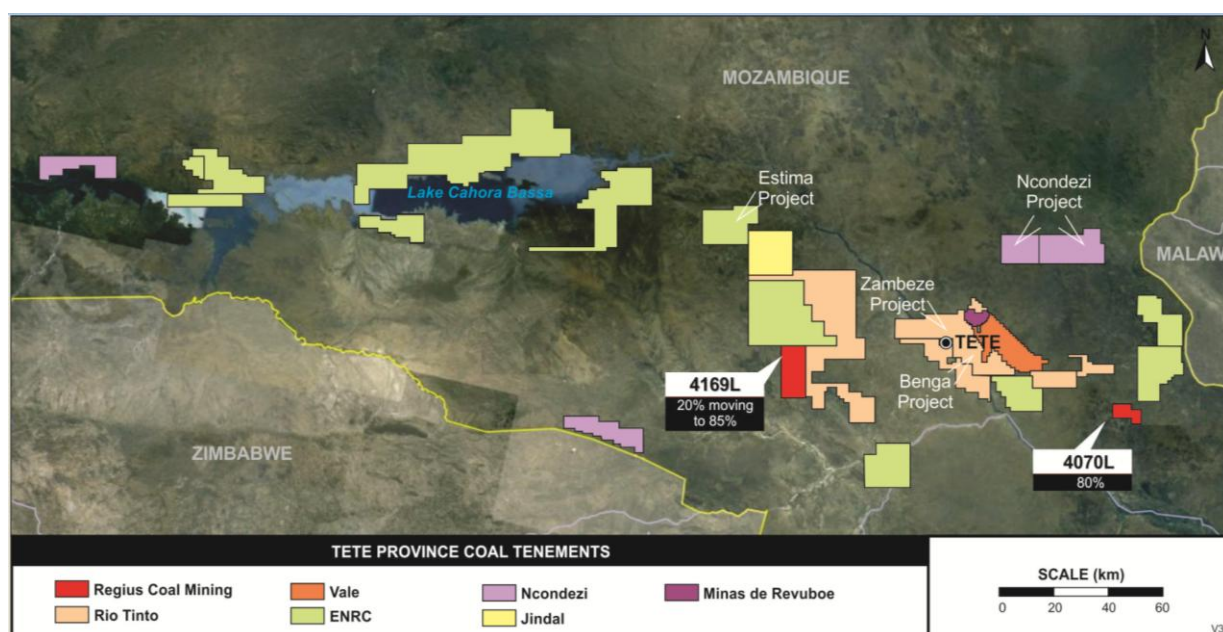 N
MOZAMBIQUE
Estima
Project
Ncondezi
Project
Lake Cahora Bassa
MALAW
Zambeze
Project
TETE
Benga
Project
4169L
20% moving
to 85%
4070L
80%
ZIMBABWE
TETE PROVINCE COAL TENEMENTS
Regius Coal Mining
Vale
Ncondezi
Minas de Revuboe
Rio Tinto
ENRC
Jindal
SCALE (km)
0 20 40 60
V3